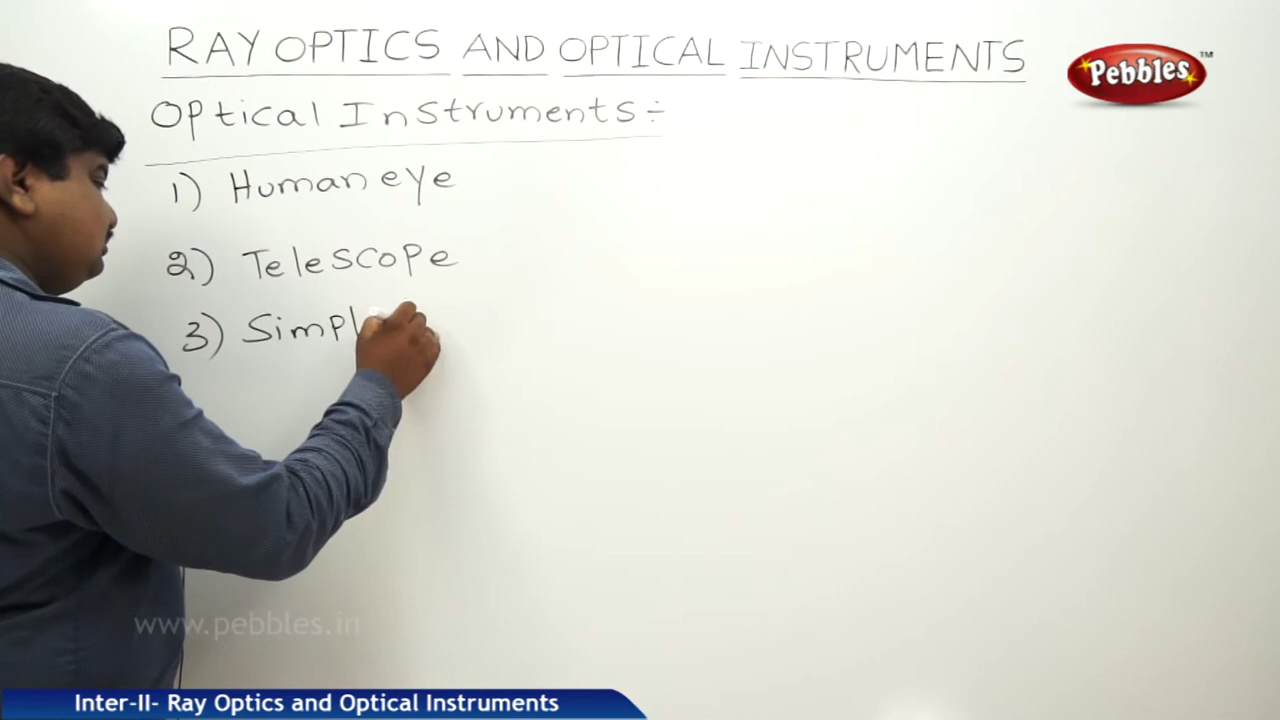 RAY OPTICS AND OPTICAL INSTRUMENTS
Pebbles™
Optical Instruments ÷
1) Human eye
2) Telescope
3) Simpl
www.pebbles.in
Inter-II- Ray Optics and Optical Instruments